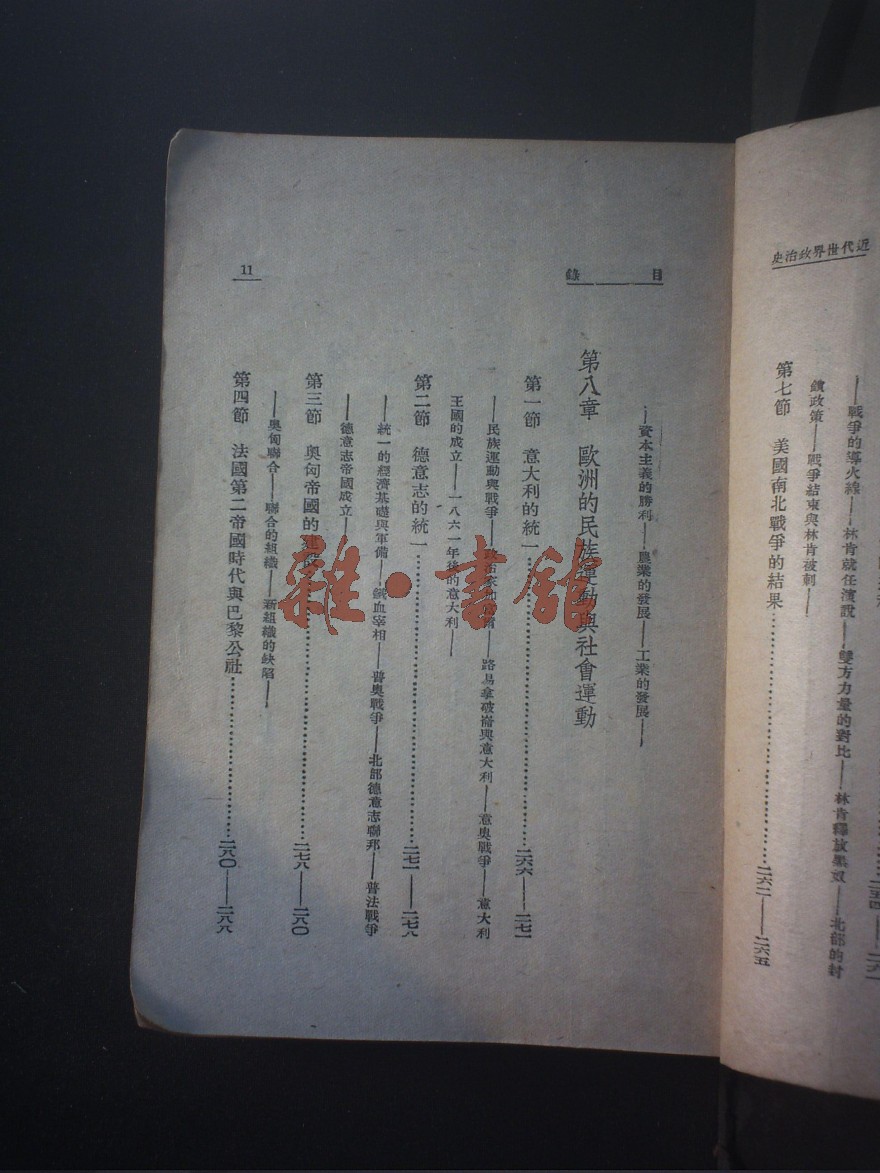 近代世界政治史
——戰爭的導火線——林肯就任演說——雙方力量的對比——林肯釋放黑奴——北部的封
鎖政策——戰爭結束與林肯被刺——
第七節 美國南北戰爭的結果…………二六二——二六五
目錄
——資本主義的勝利——農業的發展——工業的發展——
第八章 歐洲的民族運動與社會運動
第一節 意大利的統一…………二六六——二七一
——民族運動與戰爭——路易拿破崙與意大利——意奧戰爭——意大利
王國的成立——一八六一年後的意大利——
第二節 德意志的統一…………二七一——二七八
——統一的經濟基礎與軍備——鐵血宰相——普奧戰爭——北部德意志聯邦——普法戰爭
——德意志帝國成立——
第三節 奧匈帝國的建設…………二七八——二八〇
——奧匈聯合——聯合的組織——新組織的缺陷——
第四節 法國第二帝國時代與巴黎公社…………二八〇——二八八
11
雜·書館